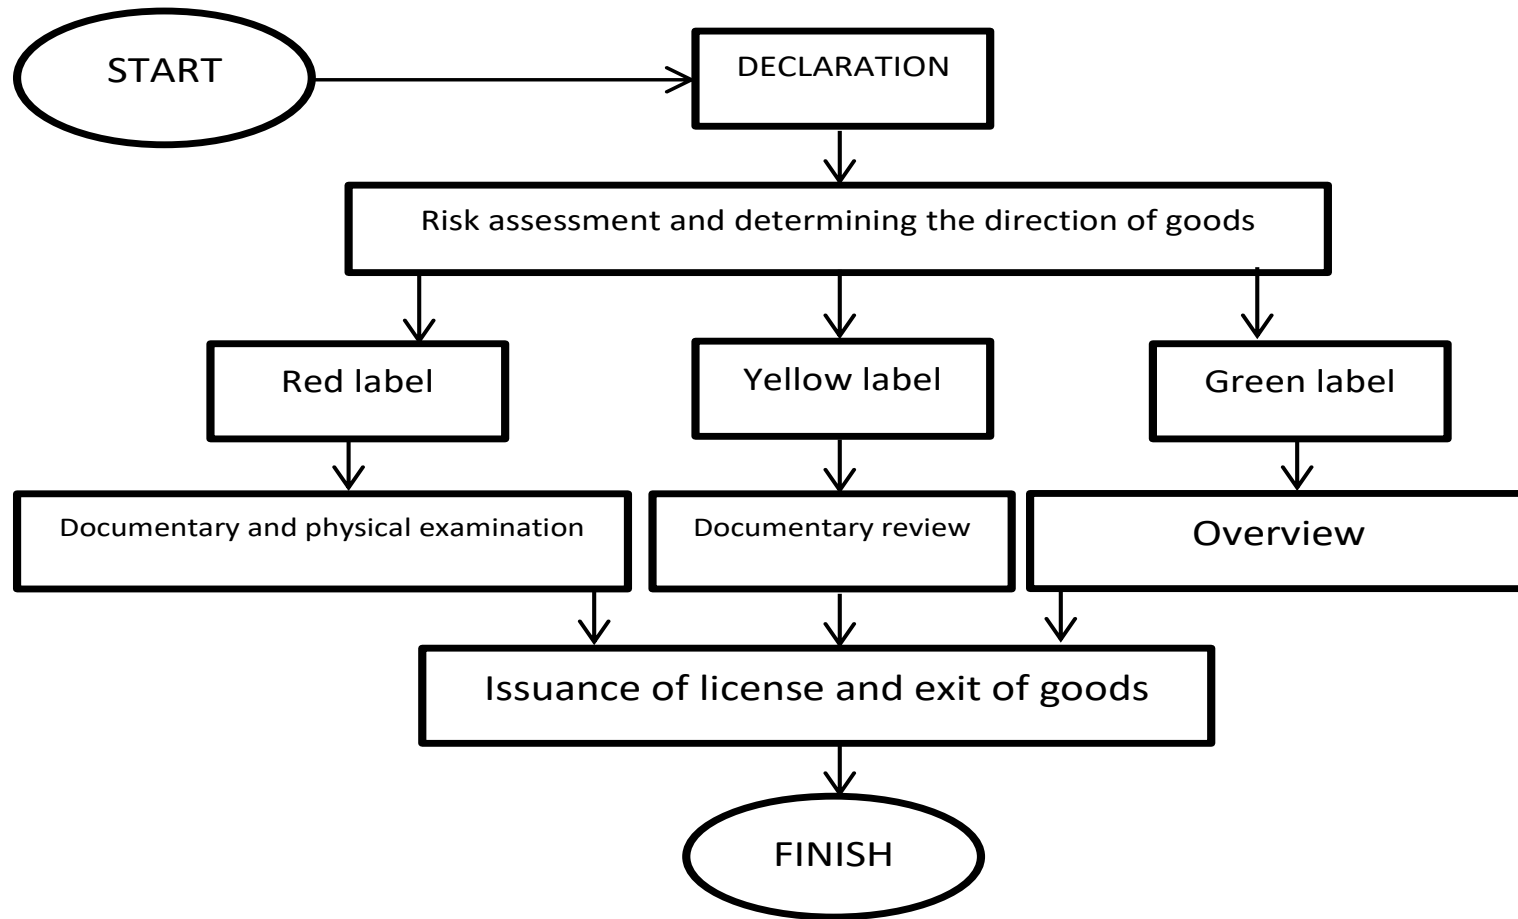 START
DECLARATION
Risk assessment and determining the direction of goods
Red label
Yellow label
Green label
Documentary and physical examination
Documentary review
Overview
Issuance of license and exit of goods
FINISH